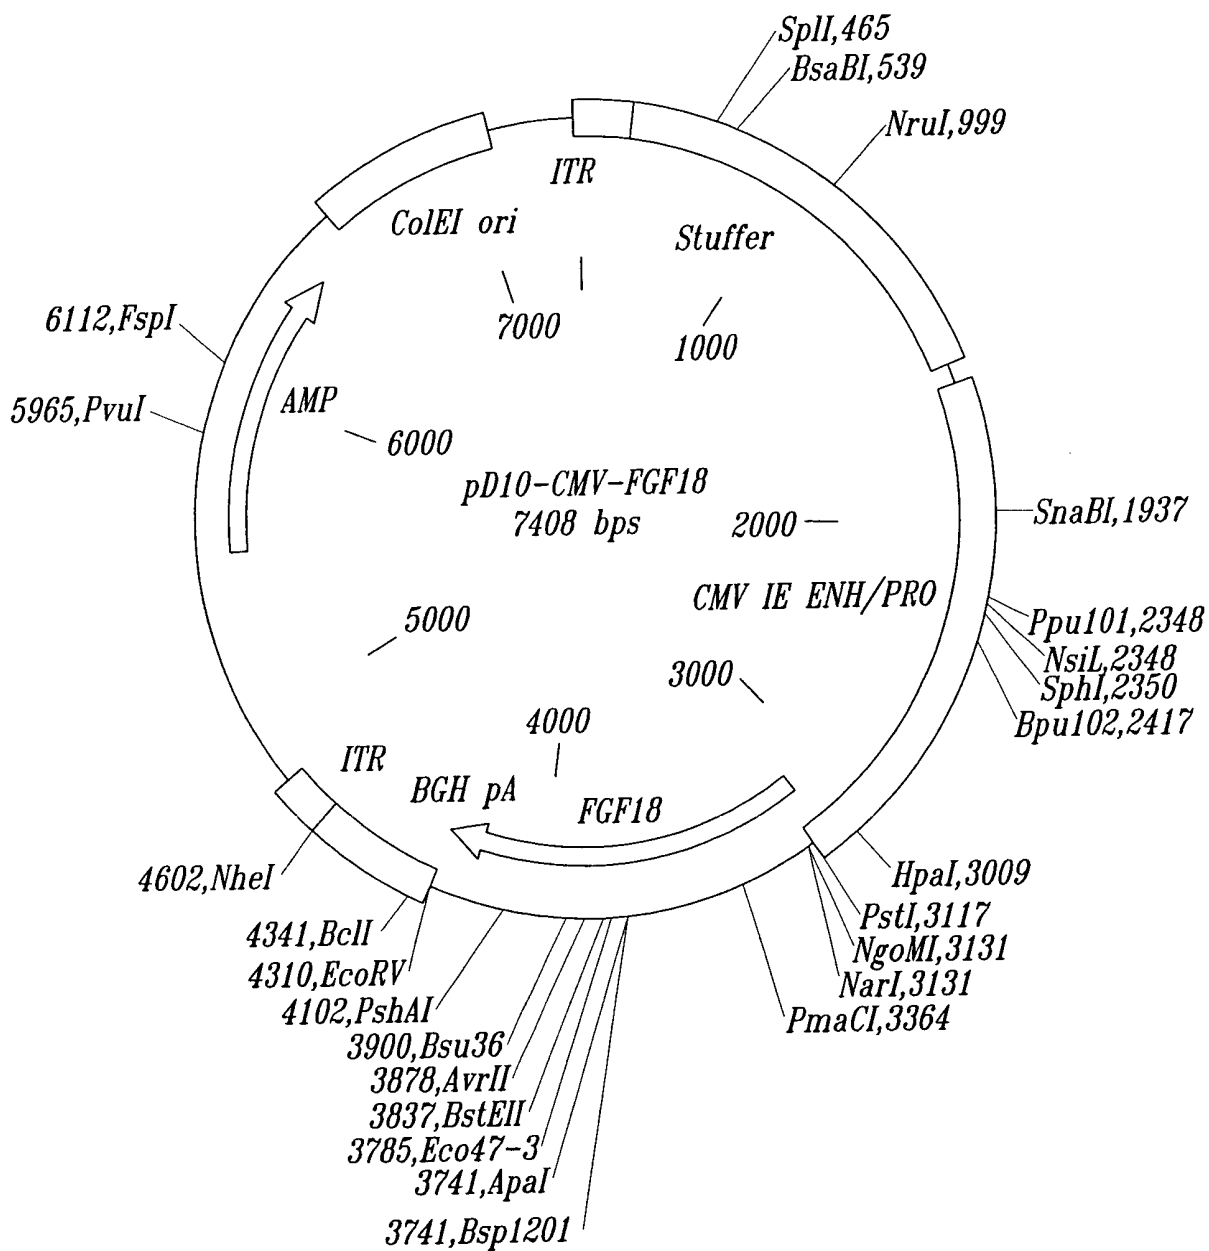 SplI,465
BsaBI,539
NruI,999
ITR
ColEI ori
Stuffer
7000
1000
6112,FspI
5965,PvuI
AMP
6000
pD10-CMV-FGF18
7408 bps
2000
SnaBI,1937
CMV IE ENH/PRO
5000
Ppu101,2348
NsiL,2348
SphI,2350
Bpu102,2417
3000
4000
ITR
BGH pA
FGF18
4602,NheI
HpaI,3009
PstI,3117
NgoMI,3131
NarI,3131
PmaCI,3364
4341,BclI
4310,EcoRV
4102,PshAI
3900,Bsu36
3878,AvrII
3837,BstEII
3785,Eco47-3
3741,ApaI
3741,Bsp1201